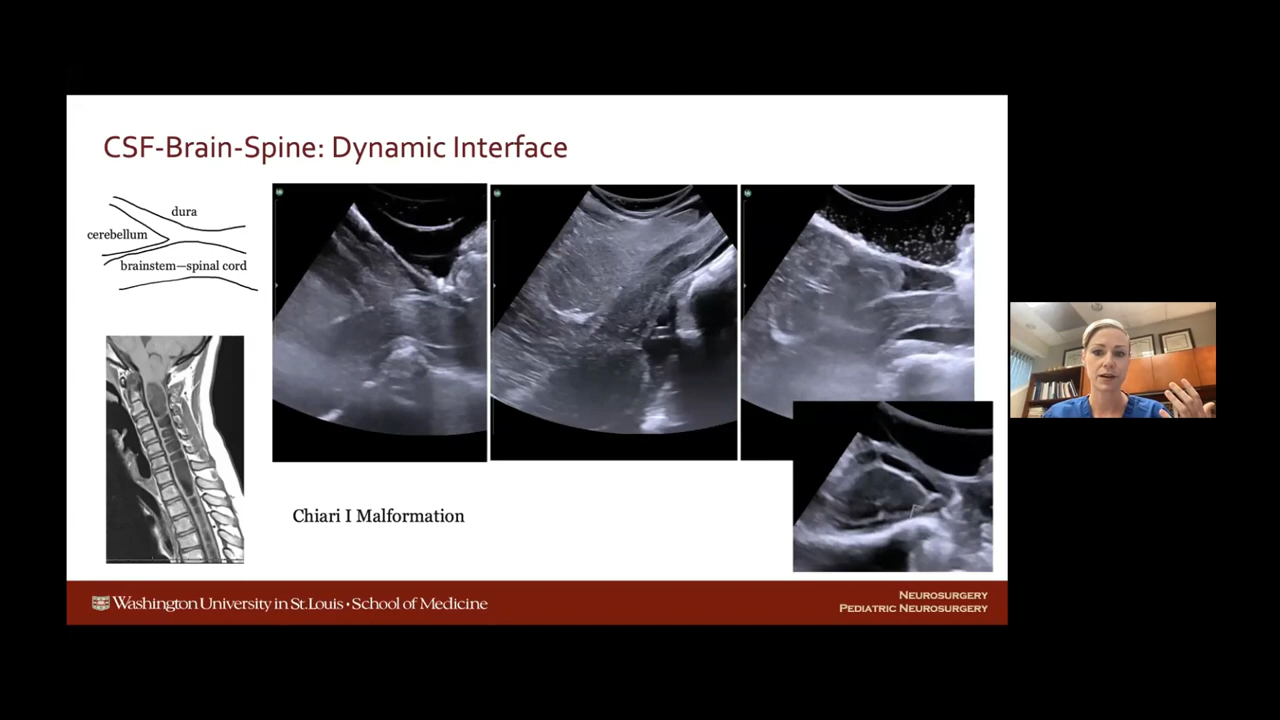 CSF-Brain-Spine: Dynamic Interface
dura
cerebellum
brainstem—spinal cord
Chiari I Malformation
Washington University in St. Louis • School of Medicine
Neurosurgery
Pediatric Neurosurgery